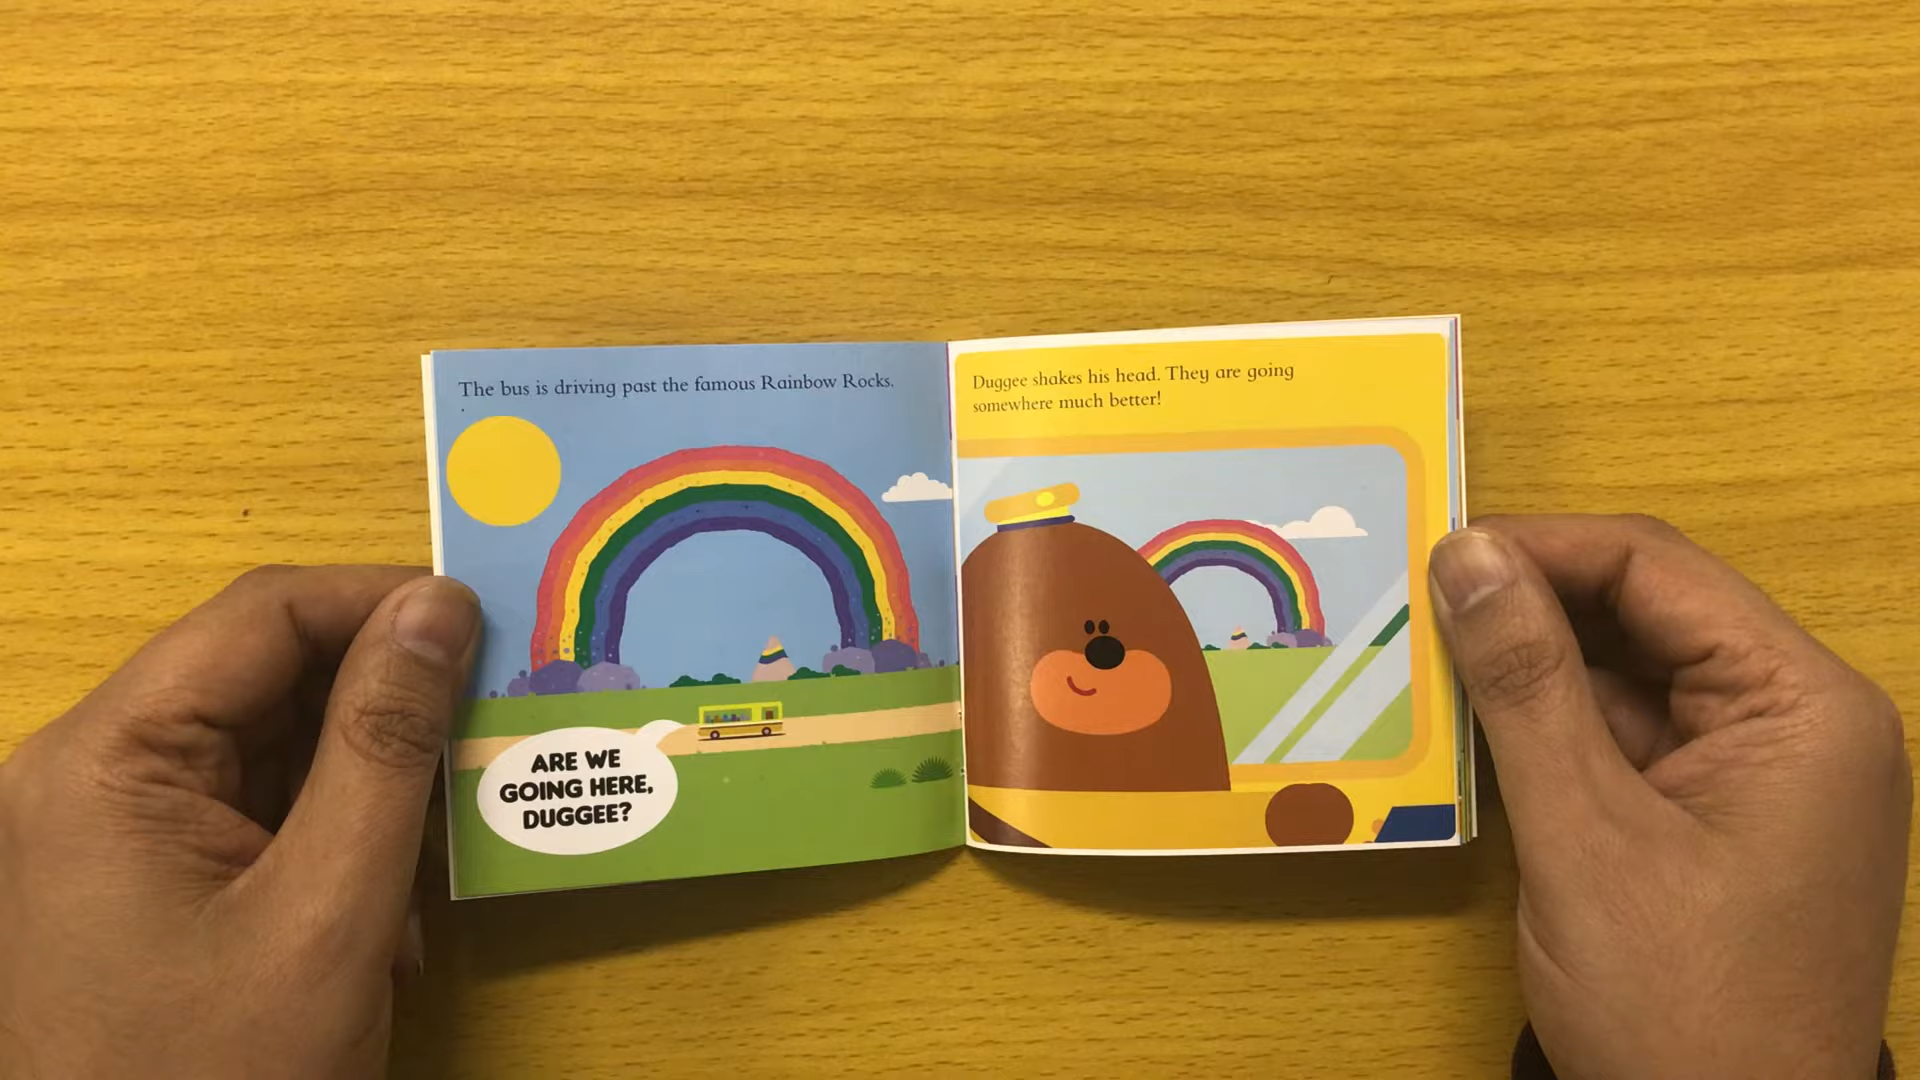 The bus is driving past the famous Rainbow Rocks.
ARE WE
GOING HERE,
DUGGEE?
Duggee shakes his head. They are going
somewhere much better!